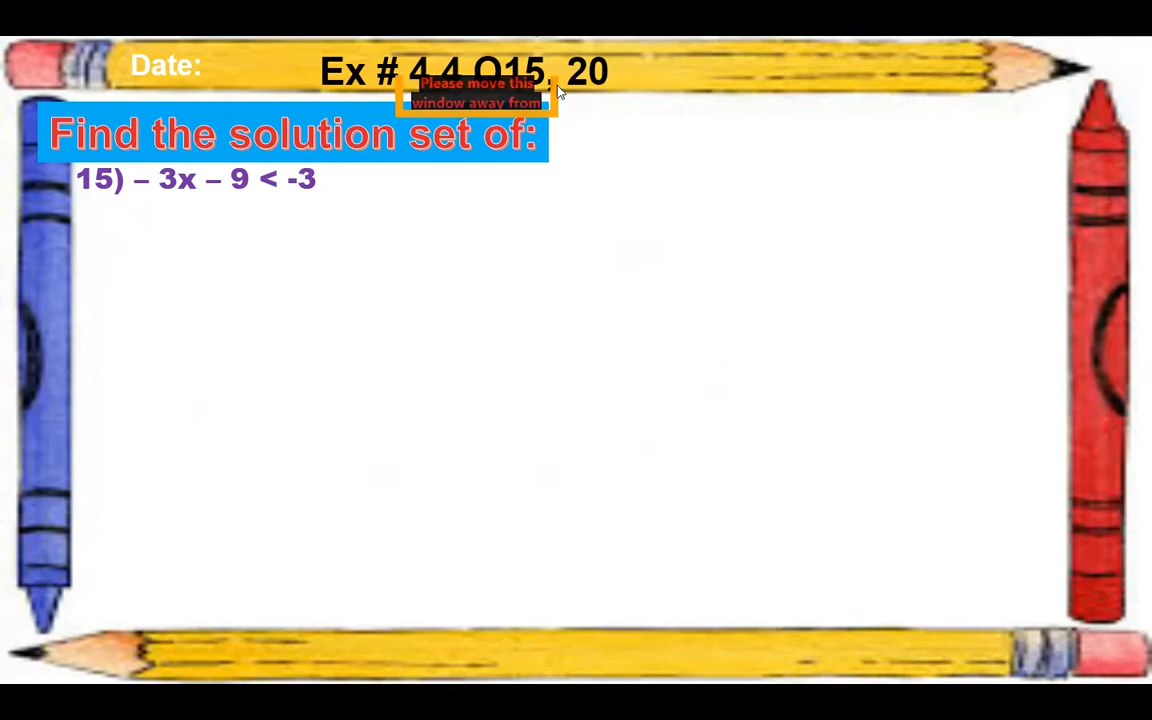 Date:
Ex # 4.4 Q15, 20
Please move this
window away from
Find the solution set of:
15) – 3x – 9 < -3